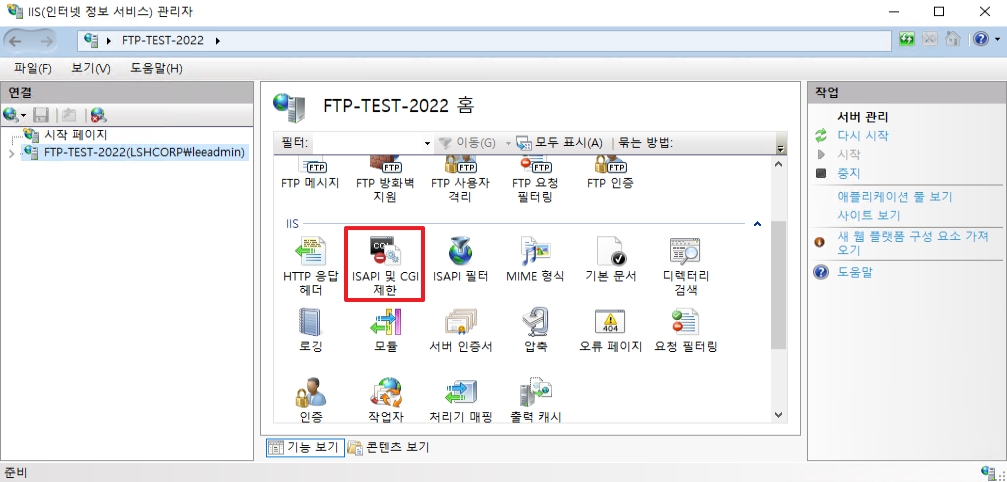 IIS(인터넷 정보 서비스) 관리자
FTP-TEST-2022
파일(F) 보기(V) 도움말(H)
연결
시작 페이지
FTP-TEST-2022(LSHCORP₩leeadmin)
FTP-TEST-2022 홈
필터: 이동(G) 모두 표시(A) 묶는 방법:
FTP FTP FTP FTP FTP
FTP 메시지 FTP 방화벽 지원 FTP 사용자 격리 FTP 요청 필터링 FTP 인증
IIS
HTTP 응답 헤더 ISAPI 및 CGI 제한 ISAPI 필터 MIME 형식 기본 문서 디렉터리 검색
404
로깅 모듈 서버 인증서 압축 오류 페이지 요청 필터링
인증 작업자 처리기 매핑 출력 캐시
기능 보기 콘텐츠 보기
작업
서버 관리
다시 시작
시작
중지
애플리케이션 풀 보기
사이트 보기
새 웹 플랫폼 구성 요소 가져
오기
도움말
준비